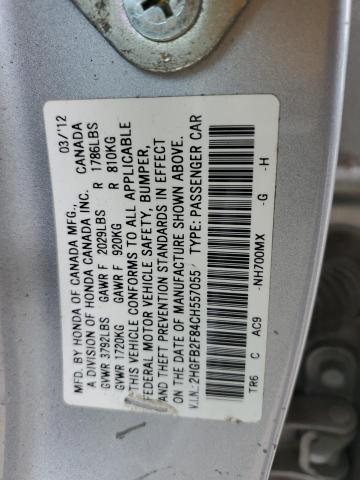 MFD. BY HONDA OF CANADA MFG., 03/'12
A DIVISION OF HONDA CANADA INC. CANADA
GVWR 3792LBS GAWR F 2029LBS R 1786LBS
GVWR 1720KG GAWR F 920KG R 810KG
THIS VEHICLE CONFORMS TO ALL APPLICABLE
FEDERAL MOTOR VEHICLE SAFETY, BUMPER,
AND THEFT PREVENTION STANDARDS IN EFFECT
ON THE DATE OF MANUFACTURE SHOWN ABOVE.
V.I.N.: 2HGFB2F84CH557055 TYPE: PASSENGER CAR
TR6 C AC9 -NH700MX -G -H